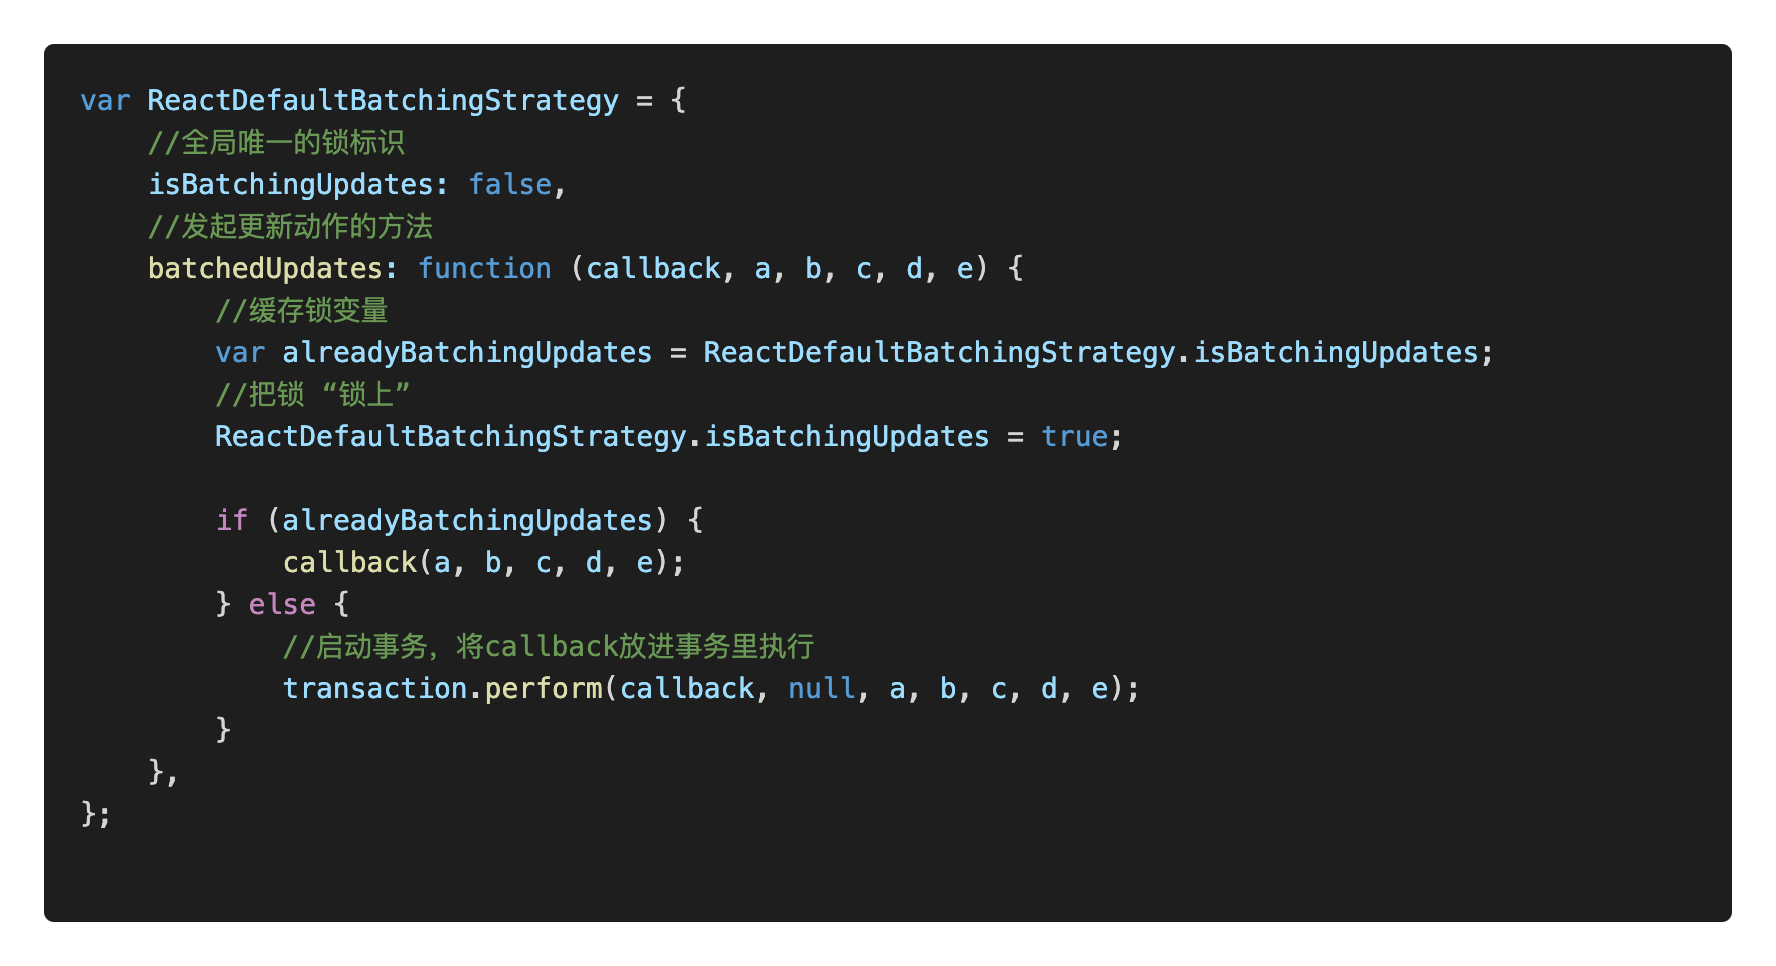 var ReactDefaultBatchingStrategy = {
    //全局唯一的锁标识
    isBatchingUpdates: false,
    //发起更新动作的方法
    batchedUpdates: function (callback, a, b, c, d, e) {
        //缓存锁变量
        var alreadyBatchingUpdates = ReactDefaultBatchingStrategy.isBatchingUpdates;
        //把锁 “锁上”
        ReactDefaultBatchingStrategy.isBatchingUpdates = true;

        if (alreadyBatchingUpdates) {
            callback(a, b, c, d, e);
        } else {
            //启动事务，将callback放进事务里执行
            transaction.perform(callback, null, a, b, c, d, e);
        }
    },
};